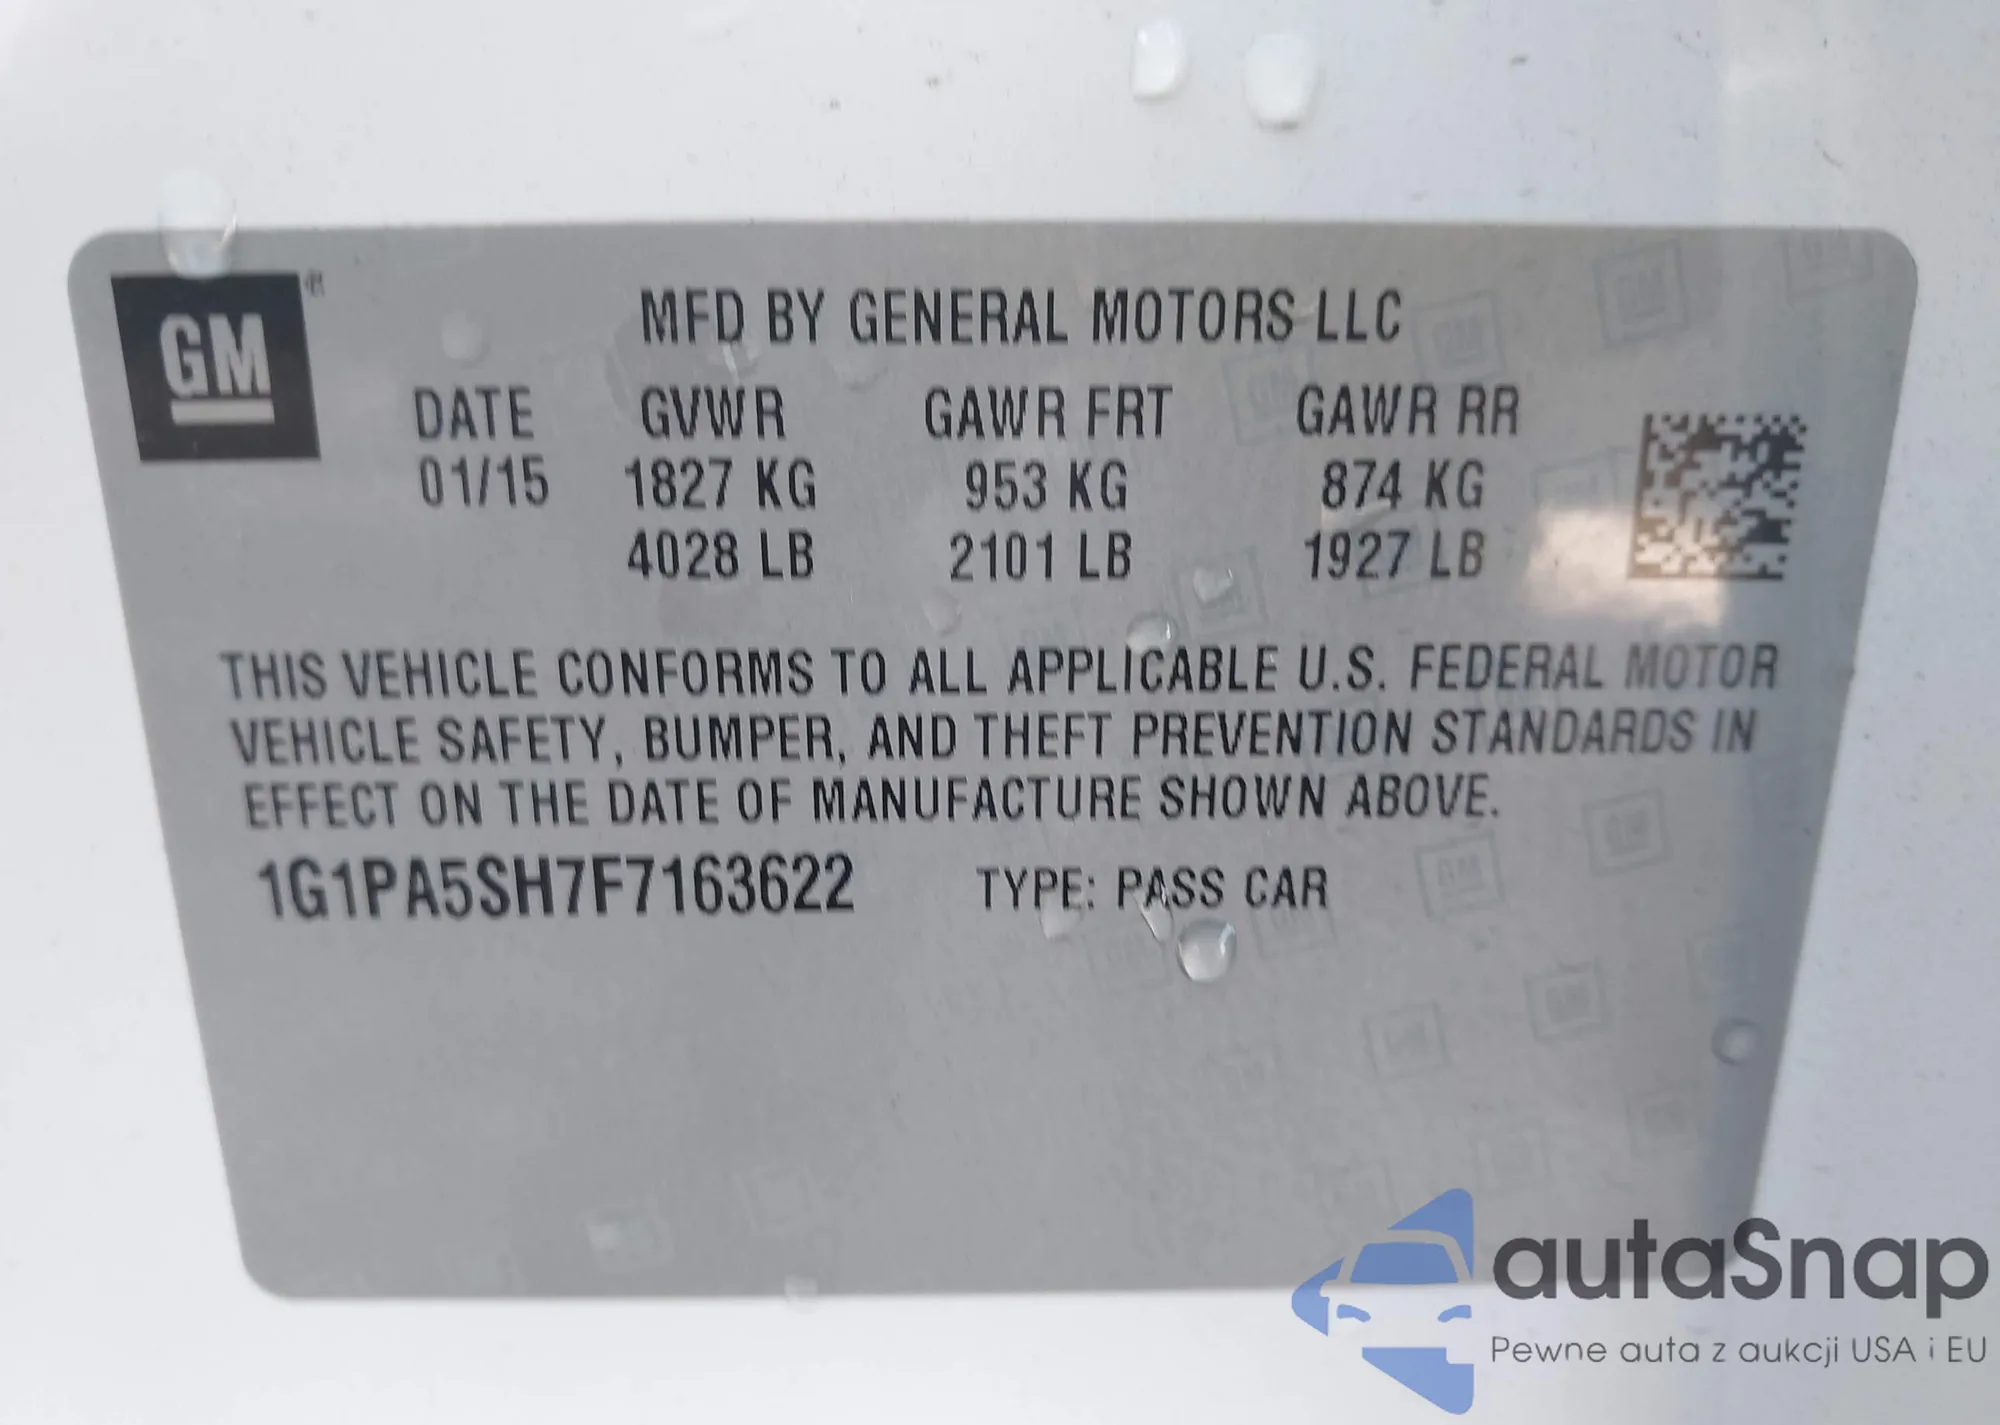 GM
MFD BY GENERAL MOTORS LLC
DATE GVWR GAWR FRT GAWR RR
01/15 1827 KG 953 KG 874 KG
4028 LB 2101 LB 1927 LB
THIS VEHICLE CONFORMS TO ALL APPLICABLE U.S. FEDERAL MOTOR
VEHICLE SAFETY, BUMPER, AND THEFT PREVENTION STANDARDS IN
EFFECT ON THE DATE OF MANUFACTURE SHOWN ABOVE.
1G1PA5SH7F7163622 TYPE: PASS CAR
autaSnap
Pewne auta z aukcji USA i EU